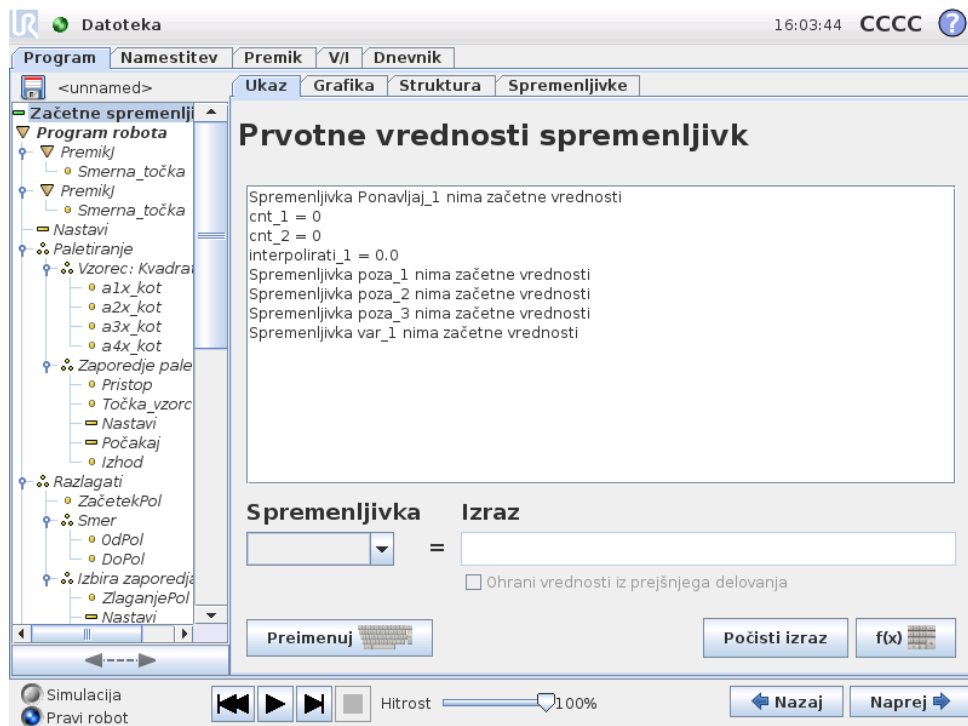 UR Datoteka 16:03:44 CCCC ?
Program Namestitev Premik V/I Dnevnik
<unnamed>
Ukaz Grafika Struktura Spremenljivke
Začetne spremenlji
Program robota
PremikJ
Smerna_točka
PremikJ
Smerna_točka
Nastavi
Paletiranje
Vzorec: Kvadrat
a1x_kot
a2x_kot
a3x_kot
a4x_kot
Zaporedje pale
Pristop
Točka_vzorc
Nastavi
Počakaj
Izhod
Razlagati
ZačetekPol
Smer
OdPol
DoPol
Izbira zaporedja
ZlaganjePol
Nastavi
Prvotne vrednosti spremenljivk
Spremenljivka Ponavljaj_1 nima začetne vrednosti
cnt_1 = 0
cnt_2 = 0
interpolirati_1 = 0.0
Spremenljivka poza_1 nima začetne vrednosti
Spremenljivka poza_2 nima začetne vrednosti
Spremenljivka poza_3 nima začetne vrednosti
Spremenljivka var_1 nima začetne vrednosti
Spremenljivka Izraz
=
Ohrani vrednosti iz prejšnjega delovanja
Preimenuj Počisti izraz f(x)
Simulacija
Pravi robot
Hitrost 100% Nazaj Naprej